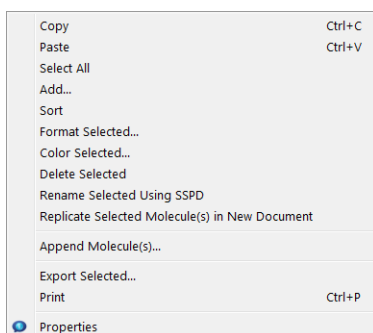 Copy Ctrl+C
Paste Ctrl+V
Select All
Add...
Sort
Format Selected...
Color Selected...
Delete Selected
Rename Selected Using SSPD
Replicate Selected Molecule(s) in New Document
Append Molecule(s)...
Export Selected...
Print Ctrl+P
Properties